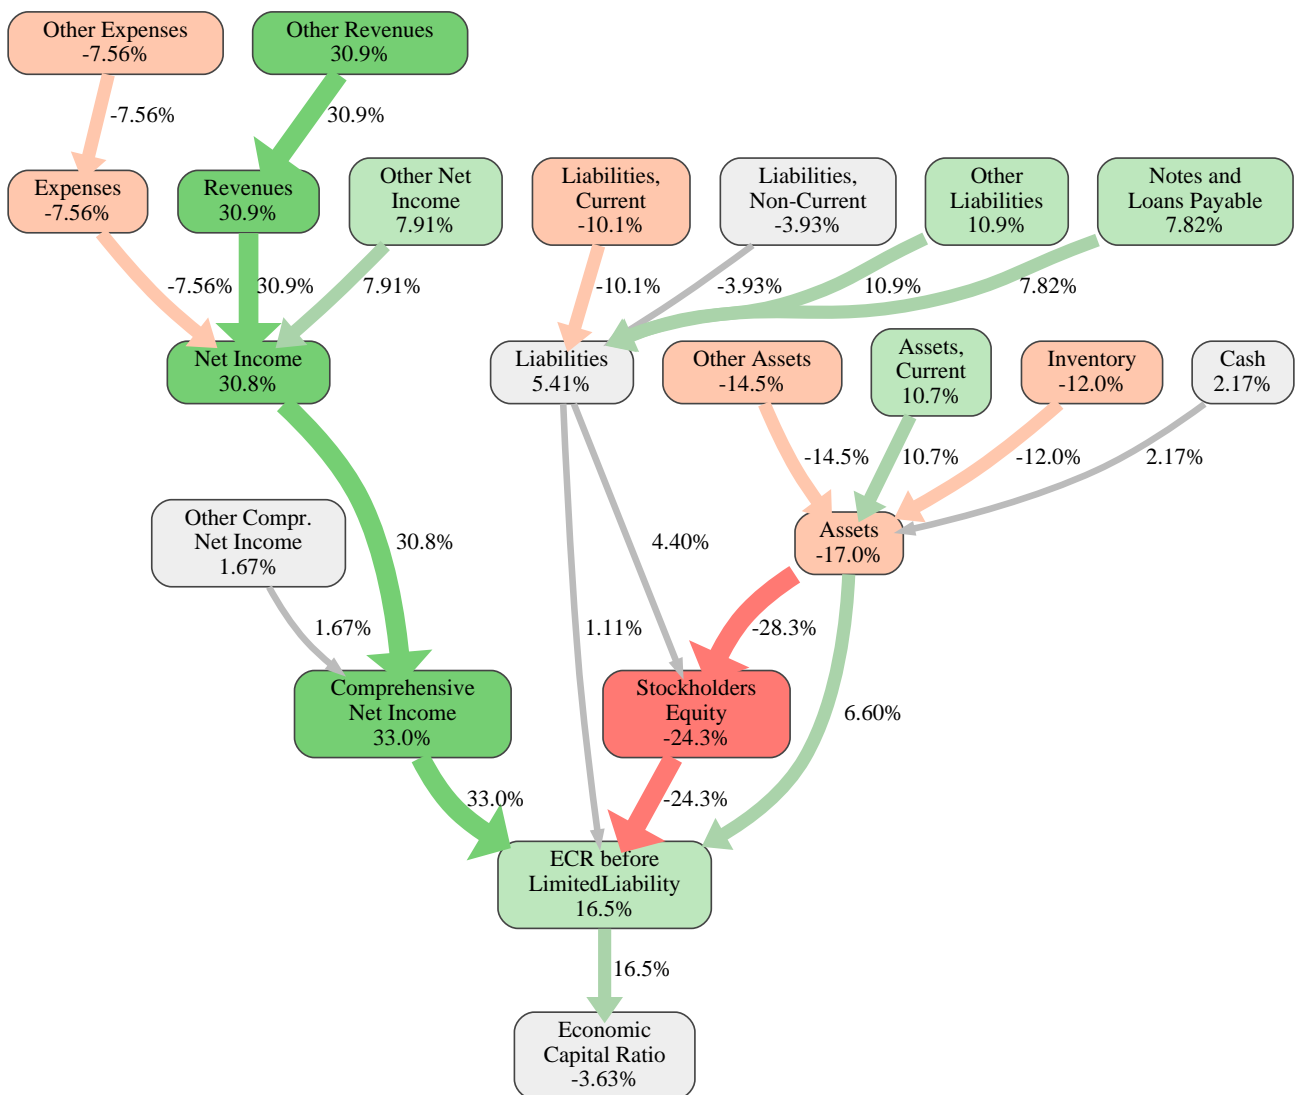 Other Expenses
-7.56%
Other Revenues
30.9%
-7.56%
30.9%
Expenses
-7.56%
Revenues
30.9%
Other Net
Income
7.91%
Liabilities,
Current
-10.1%
Liabilities,
Non-Current
-3.93%
Other
Liabilities
10.9%
Notes and
Loans Payable
7.82%
-7.56%
30.9%
7.91%
-10.1%
-3.93%
10.9%
7.82%
Net Income
30.8%
Liabilities
5.41%
Other Assets
-14.5%
Assets,
Current
10.7%
Inventory
-12.0%
Cash
2.17%
-14.5%
10.7%
-12.0%
2.17%
Other Compr.
Net Income
1.67%
30.8%
4.40%
Assets
-17.0%
1.67%
1.11%
-28.3%
Comprehensive
Net Income
33.0%
Stockholders
Equity
-24.3%
6.60%
33.0%
-24.3%
ECR before
LimitedLiability
16.5%
16.5%
Economic
Capital Ratio
-3.63%